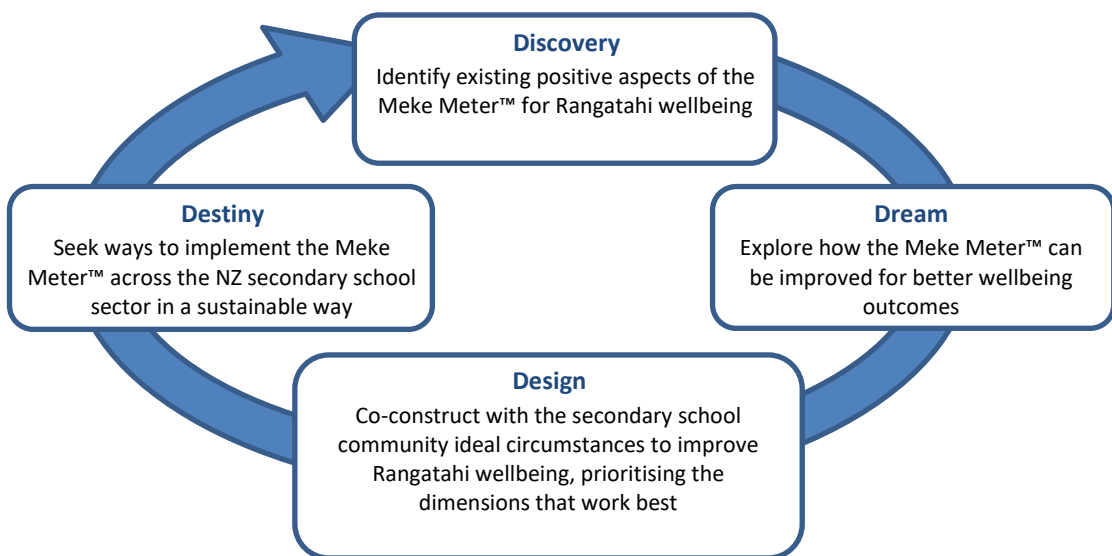 Discovery
Identify existing positive aspects of the
Meke Meter™ for Rangatahi wellbeing
Dream
Explore how the Meke Meter™ can
be improved for better wellbeing
outcomes
Design
Co-construct with the secondary school
community ideal circumstances to improve
Rangatahi wellbeing, prioritising the
dimensions that work best
Destiny
Seek ways to implement the Meke
Meter™ across the NZ secondary school
sector in a sustainable way